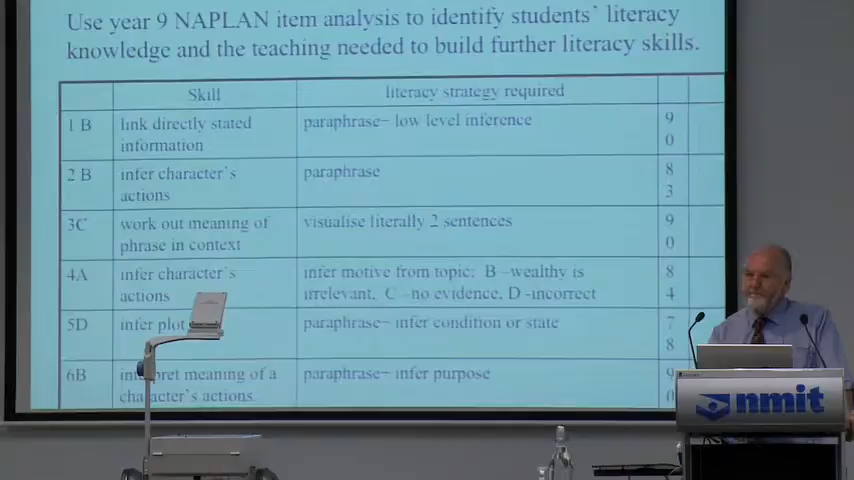 Use year 9 NAPLAN item analysis to identify students' literacy
knowledge and the teaching needed to build further literacy skills.
Skill
literacy strategy required
1 B
link directly stated
information
paraphrase– low level inference
9
0
2 B
infer character's
actions
paraphrase
8
3
3C
work out meaning of
phrase in context
visualise literally 2 sentences
9
0
4A
infer character's
actions
infer motive from topic: B –wealthy is
irrelevant, C –no evidence, D -incorrect
8
4
5D
infer plot
paraphrase– infer condition or state
7
8
6B
interpret meaning of a
character's actions.
paraphrase– infer purpose
9
0
nmit